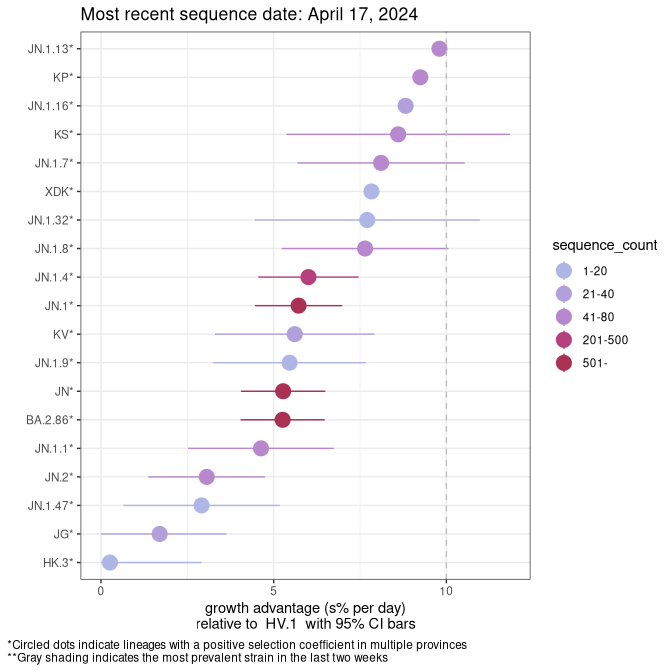 Most recent sequence date: April 17, 2024
JN.1.13*
KP*
JN.1.16*
KS*
JN.1.7*
XDK*
JN.1.32*
JN.1.8*
JN.1.4*
JN.1*
KV*
JN.1.9*
JN*
BA.2.86*
JN.1.1*
JN.2*
JN.1.47*
JG*
HK.3*
0 5 10
growth advantage (s% per day)
relative to HV.1 with 95% CI bars
sequence_count
1-20
21-40
41-80
201-500
501-
*Circled dots indicate lineages with a positive selection coefficient in multiple provinces
**Gray shading indicates the most prevalent strain in the last two weeks